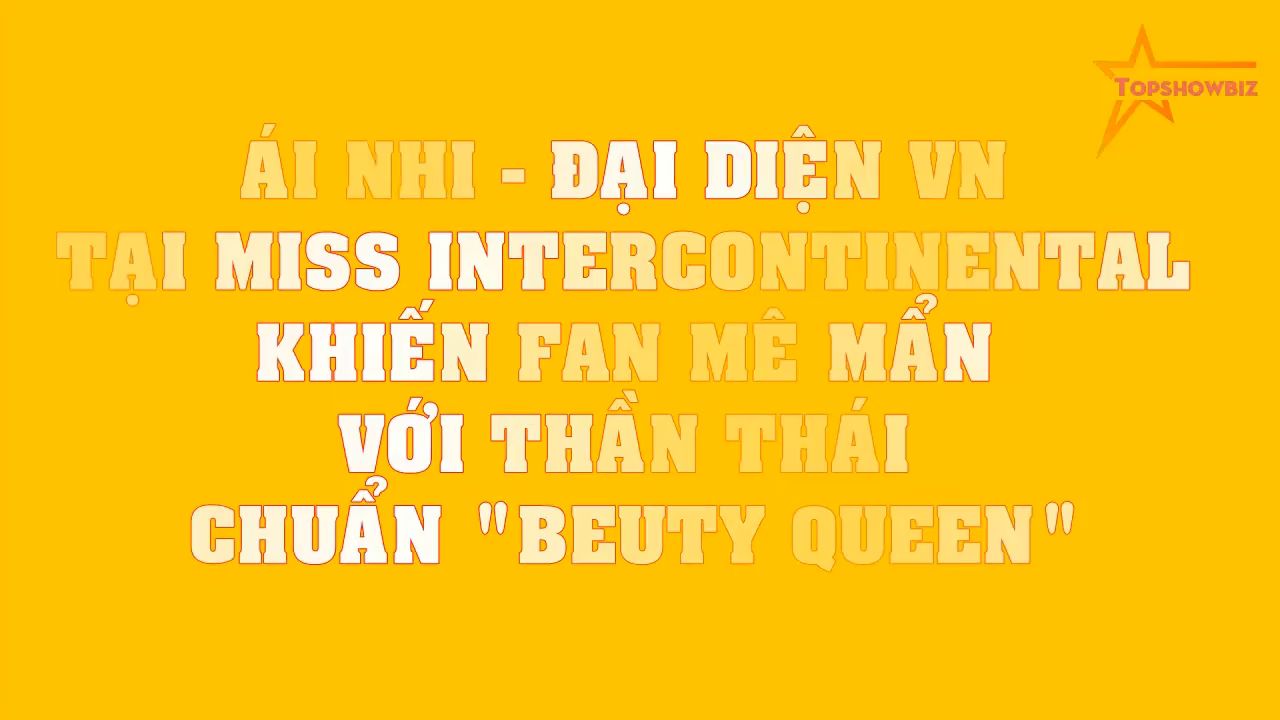 TOPSHOWBIZ
ÁI NHI - ĐẠI DIỆN VN
TẠI MISS INTERCONTINENTAL
KHIẾN FAN MÊ MẨN
VỚI THẦN THÁI
CHUẨN "BEUTY QUEEN"